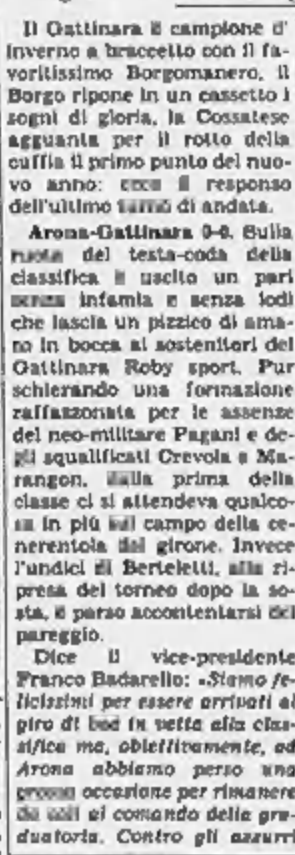 Il Gattinara è campione d'
inverno a braccetto con il fa-
voritissimo Borgomanero, il
Borgo ripone in un cassetto i
sogni di gloria, la Cossatese
agguanta per il rotto della
cuffia il primo punto del nuo-
vo anno: ecco il responso
dell'ultimo turno di andata.
Arona-Gattinara 0-0. Sulla
ruota del testa-coda della
classifica è uscito un pari
senza infamia e senza lodi
che lascia un pizzico di ama-
ro in bocca ai sostenitori del
Gattinara Roby sport. Pur
schierando una formazione
raffazzonata per le assenze
del neo-militare Pagani e de-
gli squalificati Crevola e Ma-
rangon, dalla prima della
classe ci si attendeva qualco-
sa in più sul campo della ce-
nerentola del girone. Invece
l'undici di Berteletti, alla ri-
presa del torneo dopo la so-
sta, è parso accontentarsi del
pareggio.
Dice il vice-presidente
Franco Badarello: «Siamo fe-
licissimi per essere arrivati al
giro di boa in vetta alla clas-
sifica ma, obiettivamente, ad
Arona abbiamo perso una
grossa occasione per rimanere
da soli al comando della gra-
duatoria. Contro gli azzurri